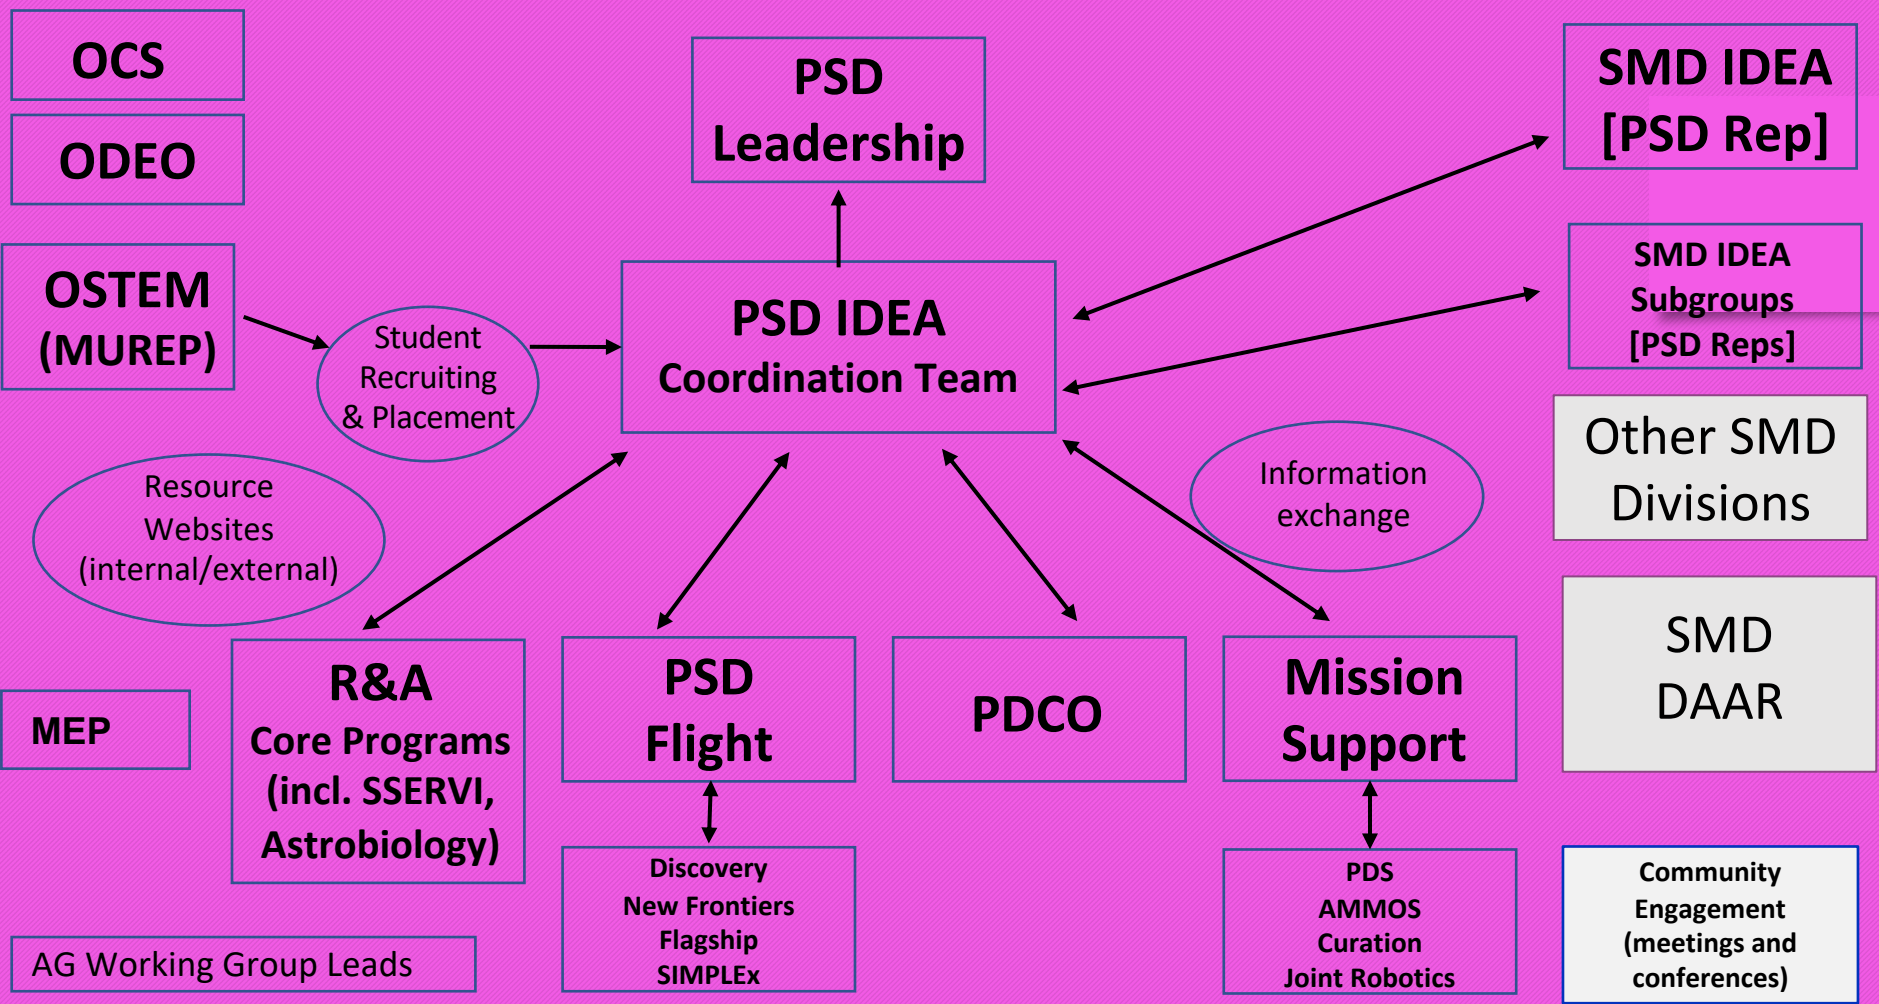 OCS
ODEO
OSTEM
(MUREP)
PSD
Leadership
SMD IDEA
[PSD Rep]
SMD IDEA
Subgroups
[PSD Reps]
Student
Recruiting
& Placement
PSD IDEA
Coordination Team
Resource
Websites
(internal/external)
Information
exchange
Other SMD
Divisions
SMD
DAAR
MEP
R&A
Core Programs
(incl. SSERVI,
Astrobiology)
PSD
Flight
PDCO
Mission
Support
Discovery
New Frontiers
Flagship
SIMPLEx
PDS
AMMOS
Curation
Joint Robotics
Community
Engagement
(meetings and
conferences)
AG Working Group Leads